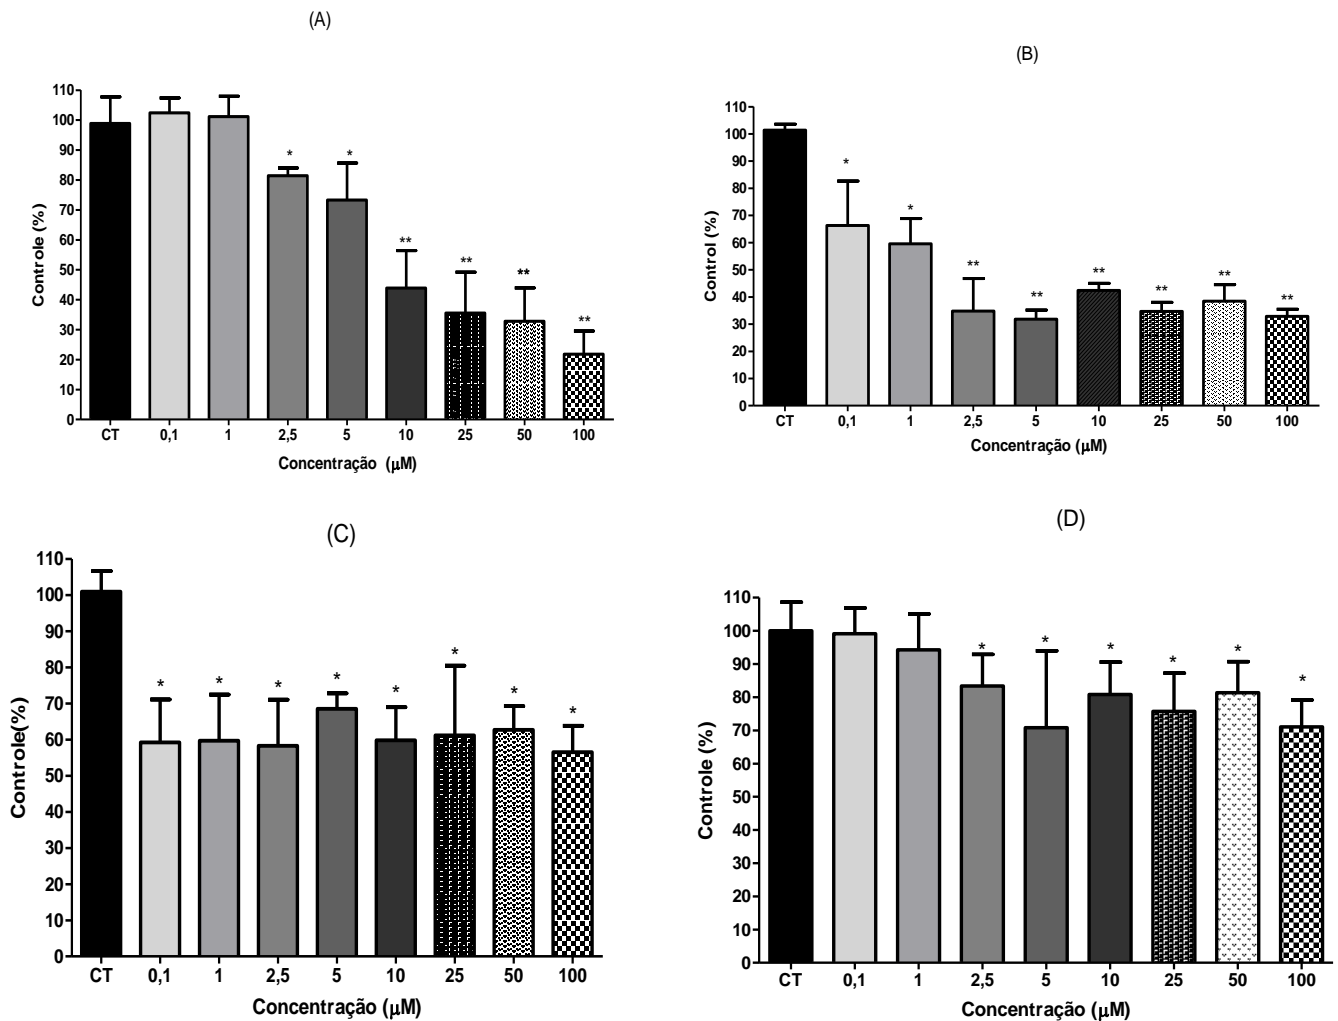 (A)
110
100
90
80
70
60
50
40
30
20
10
0
Controle (%)
* * ** ** ** **
CT 0,1 1 2,5 5 10 25 50 100
Concentração (μM)
(B)
110
100
90
80
70
60
50
40
30
20
10
0
Control (%)
* * ** ** ** ** ** **
CT 0,1 1 2,5 5 10 25 50 100
Concentração (μM)
(C)
110
100
90
80
70
60
50
40
30
20
10
0
Controle(%)
* * * * * * * *
CT 0,1 1 2,5 5 10 25 50 100
Concentração (μM)
(D)
110
100
90
80
70
60
50
40
30
20
10
0
Controle (%)
* * * * * *
CT 0,1 1 2,5 5 10 25 50 100
Concentração (μM)